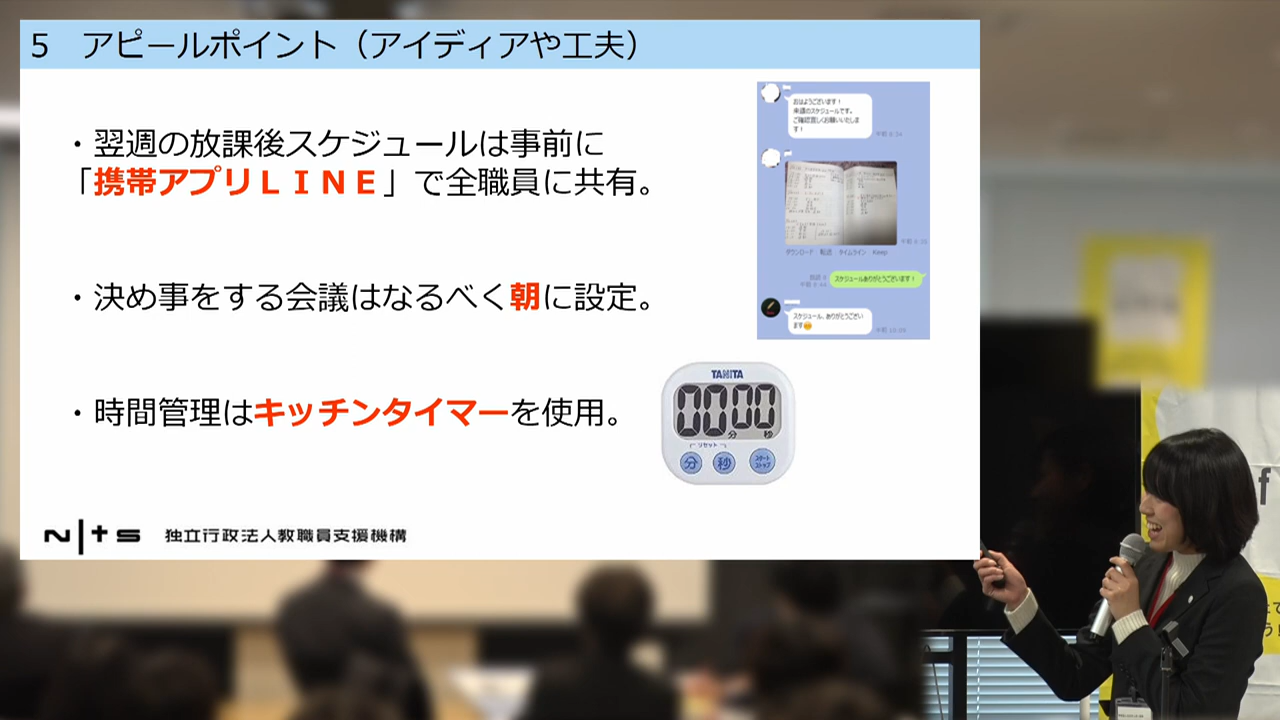 5 アピールポイント（アイディアや工夫）
・翌週の放課後スケジュールは事前に
「携帯アプリＬＩＮＥ」で全職員に共有。
・決め事をする会議はなるべく朝に設定。
・時間管理はキッチンタイマーを使用。
おはようございます！
来週のスケジュールです。
ご確認宜しくお願いいたしま
す！
ダウンロード 転送 タイムライン Keep
スケジュールありがとうございます！
スケジュール、ありがとうござい
ます
TANITA
00 00
分 秒
リセット
分 秒 スタート
ストップ
NITS 独立行政法人教職員支援機構
f